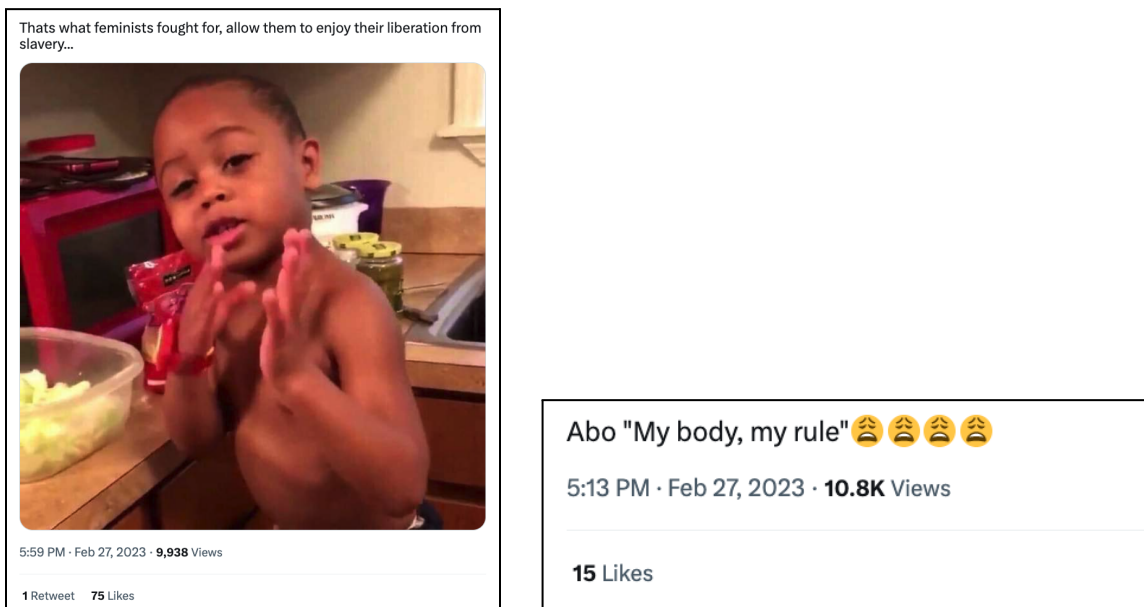 Thats what feminists fought for, allow them to enjoy their liberation from
slavery...
5:59 PM · Feb 27, 2023 · 9,938 Views
1 Retweet 75 Likes
Abo "My body, my rule"😩😩😩😩
5:13 PM · Feb 27, 2023 · 10.8K Views
15 Likes